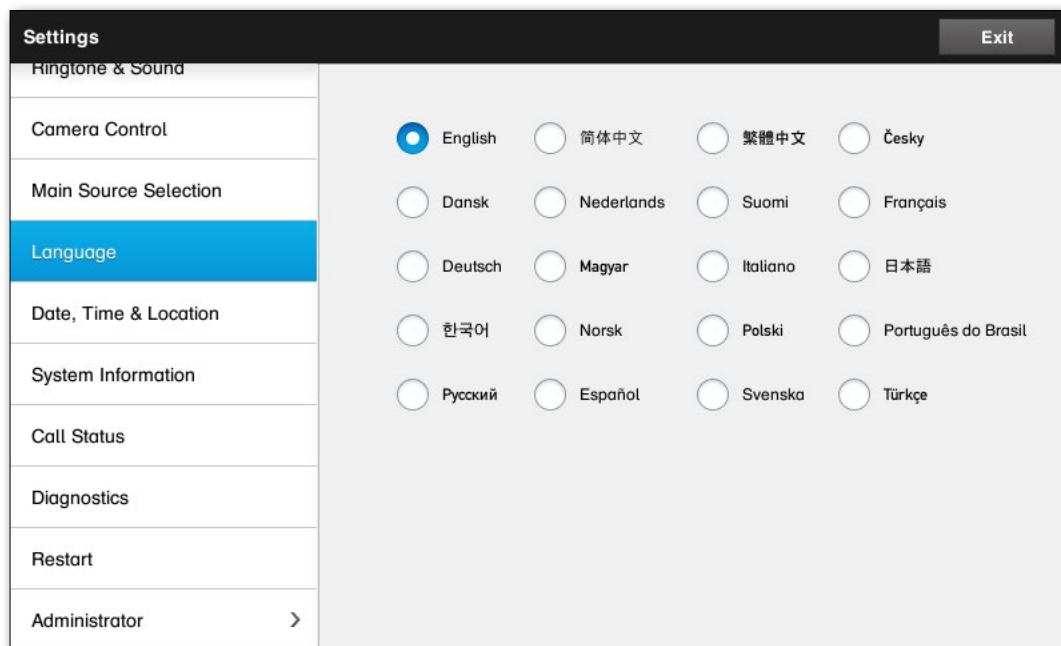 Settings
Exit
Ringtone & Sound
Camera Control
Main Source Selection
Language
Date, Time & Location
System Information
Call Status
Diagnostics
Restart
Administrator
English 简体中文 繁體中文 Česky
Dansk Nederlands Suomi Français
Deutsch Magyar Italiano 日本語
한국어 Norsk Polski Português do Brasil
Русский Español Svenska Türkçe